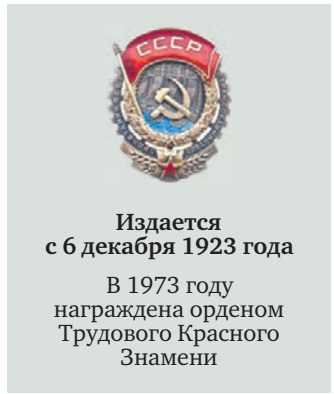 СССР
Издается
с 6 декабря 1923 года
В 1973 году
награждена орденом
Трудового Красного
Знамени